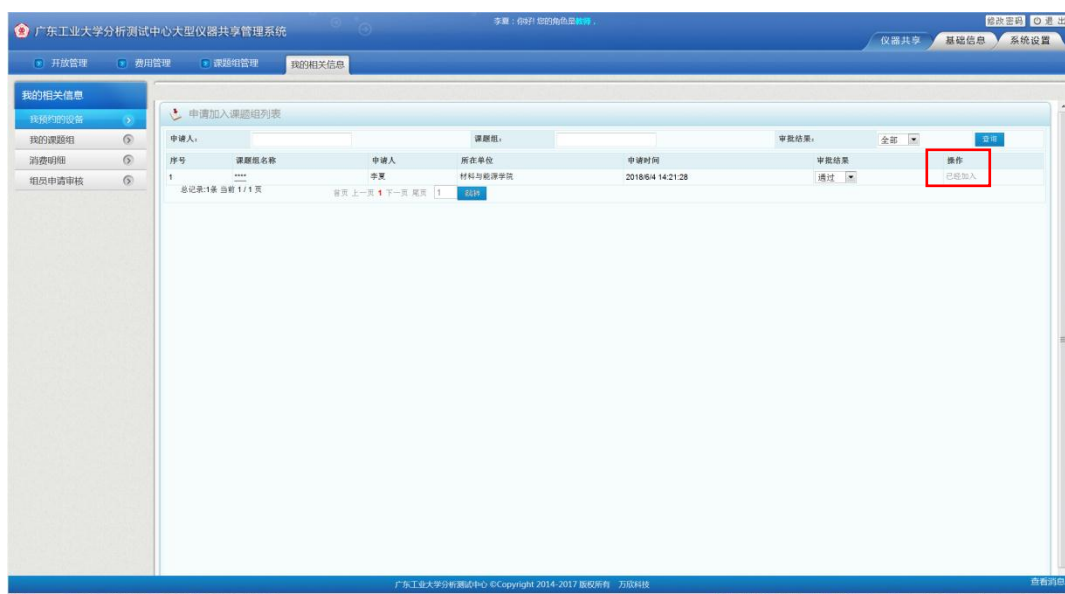 李夏：你好! 您的角色是教师，
修改密码 退 出
广东工业大学分析测试中心大型仪器共享管理系统
仪器共享 基础信息 系统设置
开放管理 费用管理 课题组管理 我的相关信息
我的相关信息
我预约的设备
我的课题组
消费明细
组员申请审核
申请加入课题组列表
申请人： 课题组： 审批结果： 全部 查询
序号 课题组名称 申请人 所在单位 申请时间 审批结果 操作
1 **** 李夏 材料与能源学院 2018/6/4 14:21:28 通过 已经加入
总记录:1条 当前 1 / 1 页 首页 上一页 1 下一页 尾页 1 跳转
广东工业大学分析测试中心 ©Copyright 2014-2017 版权所有 万欣科技
查看消息